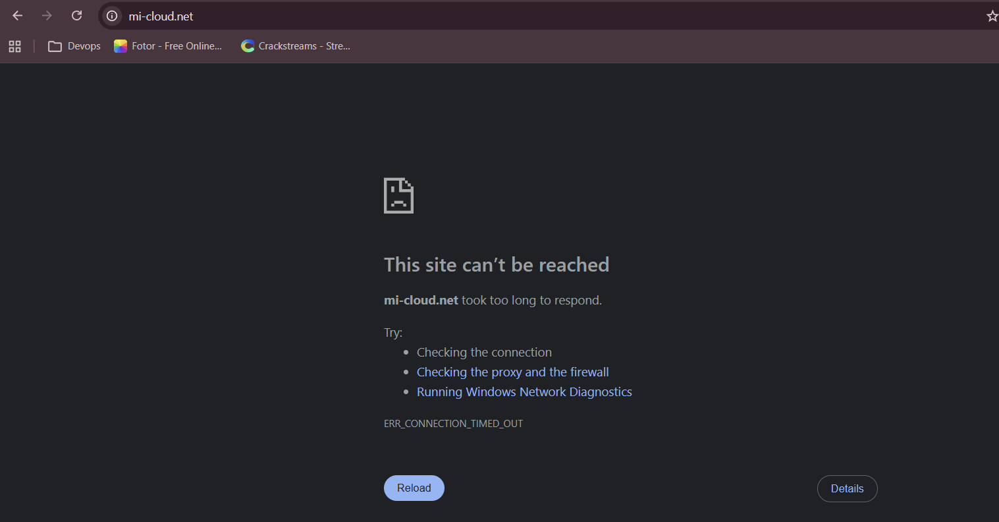 mi-cloud.net
Devops Fotor - Free Online... Crackstreams - Stre...
This site can’t be reached
mi-cloud.net took too long to respond.
Try:
Checking the connection
Checking the proxy and the firewall
Running Windows Network Diagnostics
ERR_CONNECTION_TIMED_OUT
Reload Details